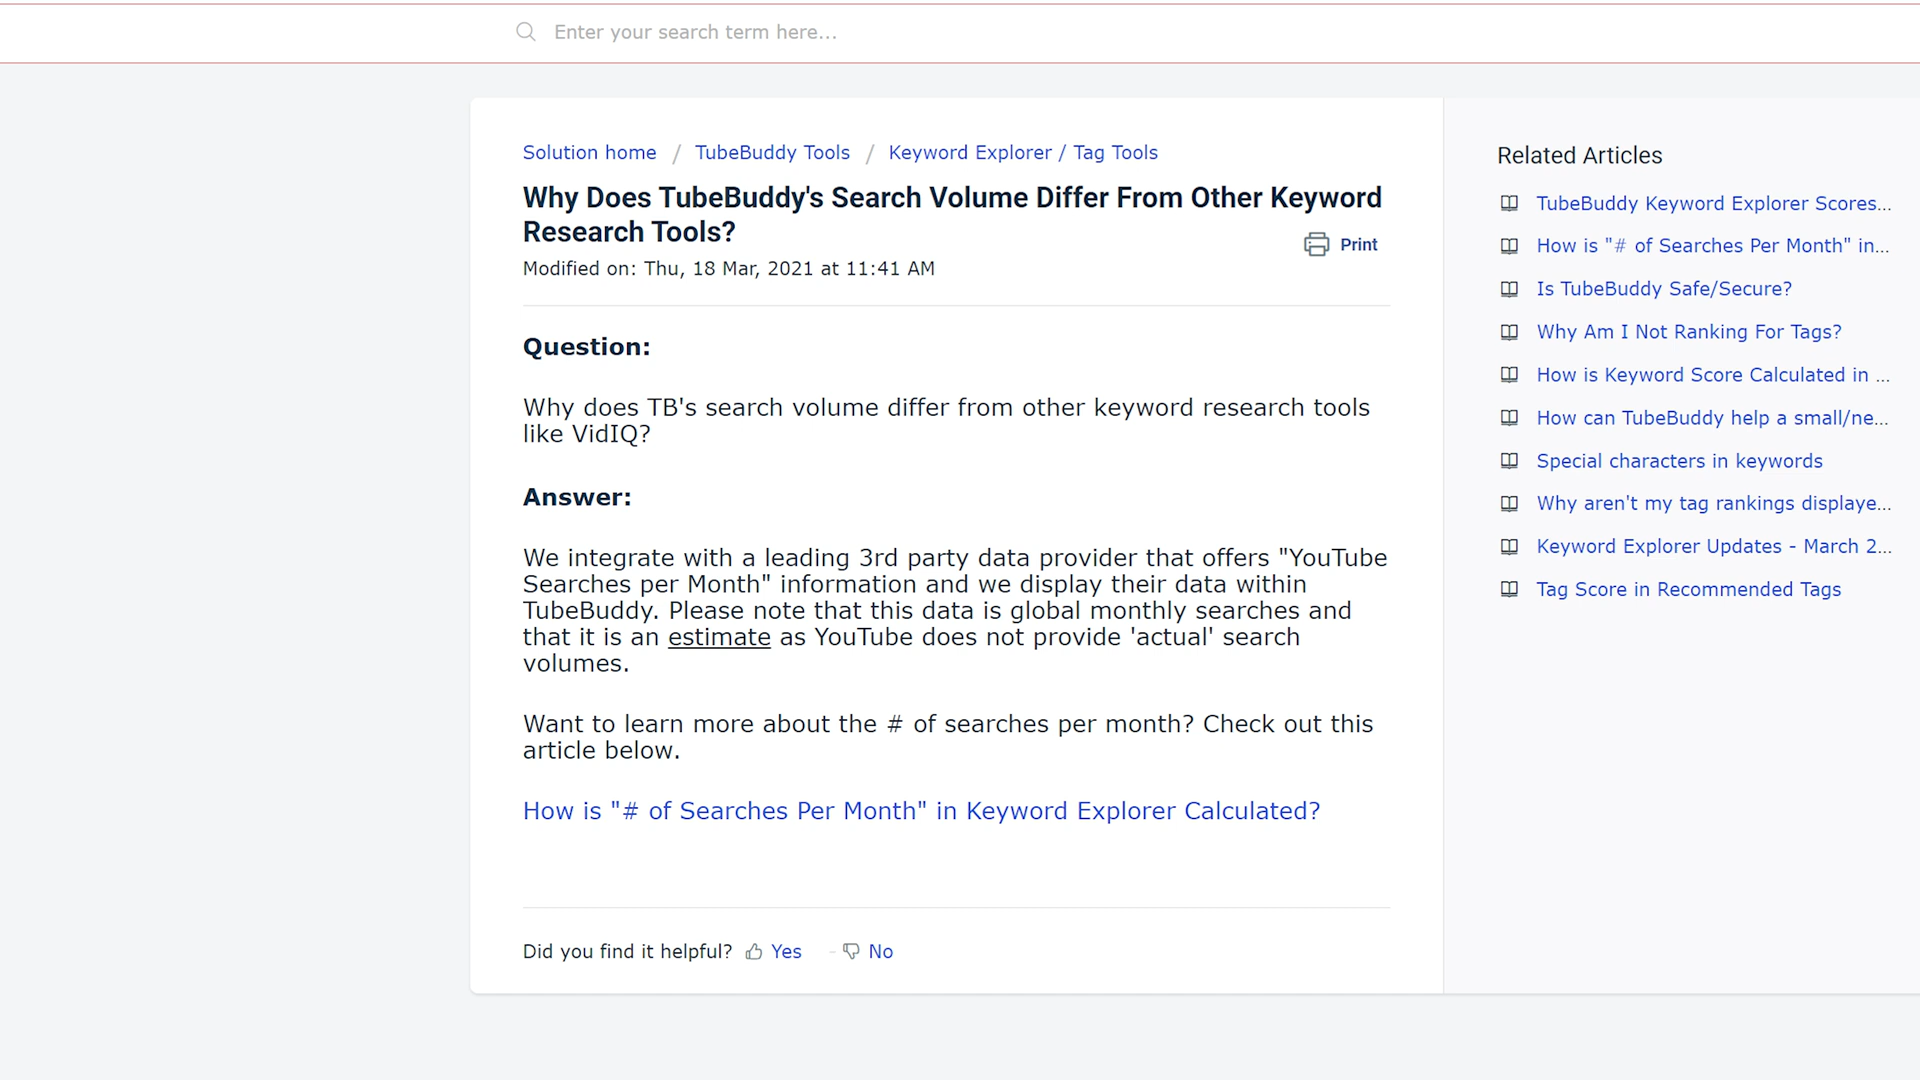 Enter your search term here...
Solution home / TubeBuddy Tools / Keyword Explorer / Tag Tools
Why Does TubeBuddy's Search Volume Differ From Other Keyword
Research Tools?
Print
Modified on: Thu, 18 Mar, 2021 at 11:41 AM
Question:
Why does TB's search volume differ from other keyword research tools
like VidIQ?
Answer:
We integrate with a leading 3rd party data provider that offers "YouTube
Searches per Month" information and we display their data within
TubeBuddy. Please note that this data is global monthly searches and
that it is an estimate as YouTube does not provide 'actual' search
volumes.
Want to learn more about the # of searches per month? Check out this
article below.
How is "# of Searches Per Month" in Keyword Explorer Calculated?
Did you find it helpful? Yes - No
Related Articles
TubeBuddy Keyword Explorer Scores...
How is "# of Searches Per Month" in...
Is TubeBuddy Safe/Secure?
Why Am I Not Ranking For Tags?
How is Keyword Score Calculated in ...
How can TubeBuddy help a small/ne...
Special characters in keywords
Why aren't my tag rankings displaye...
Keyword Explorer Updates - March 2...
Tag Score in Recommended Tags